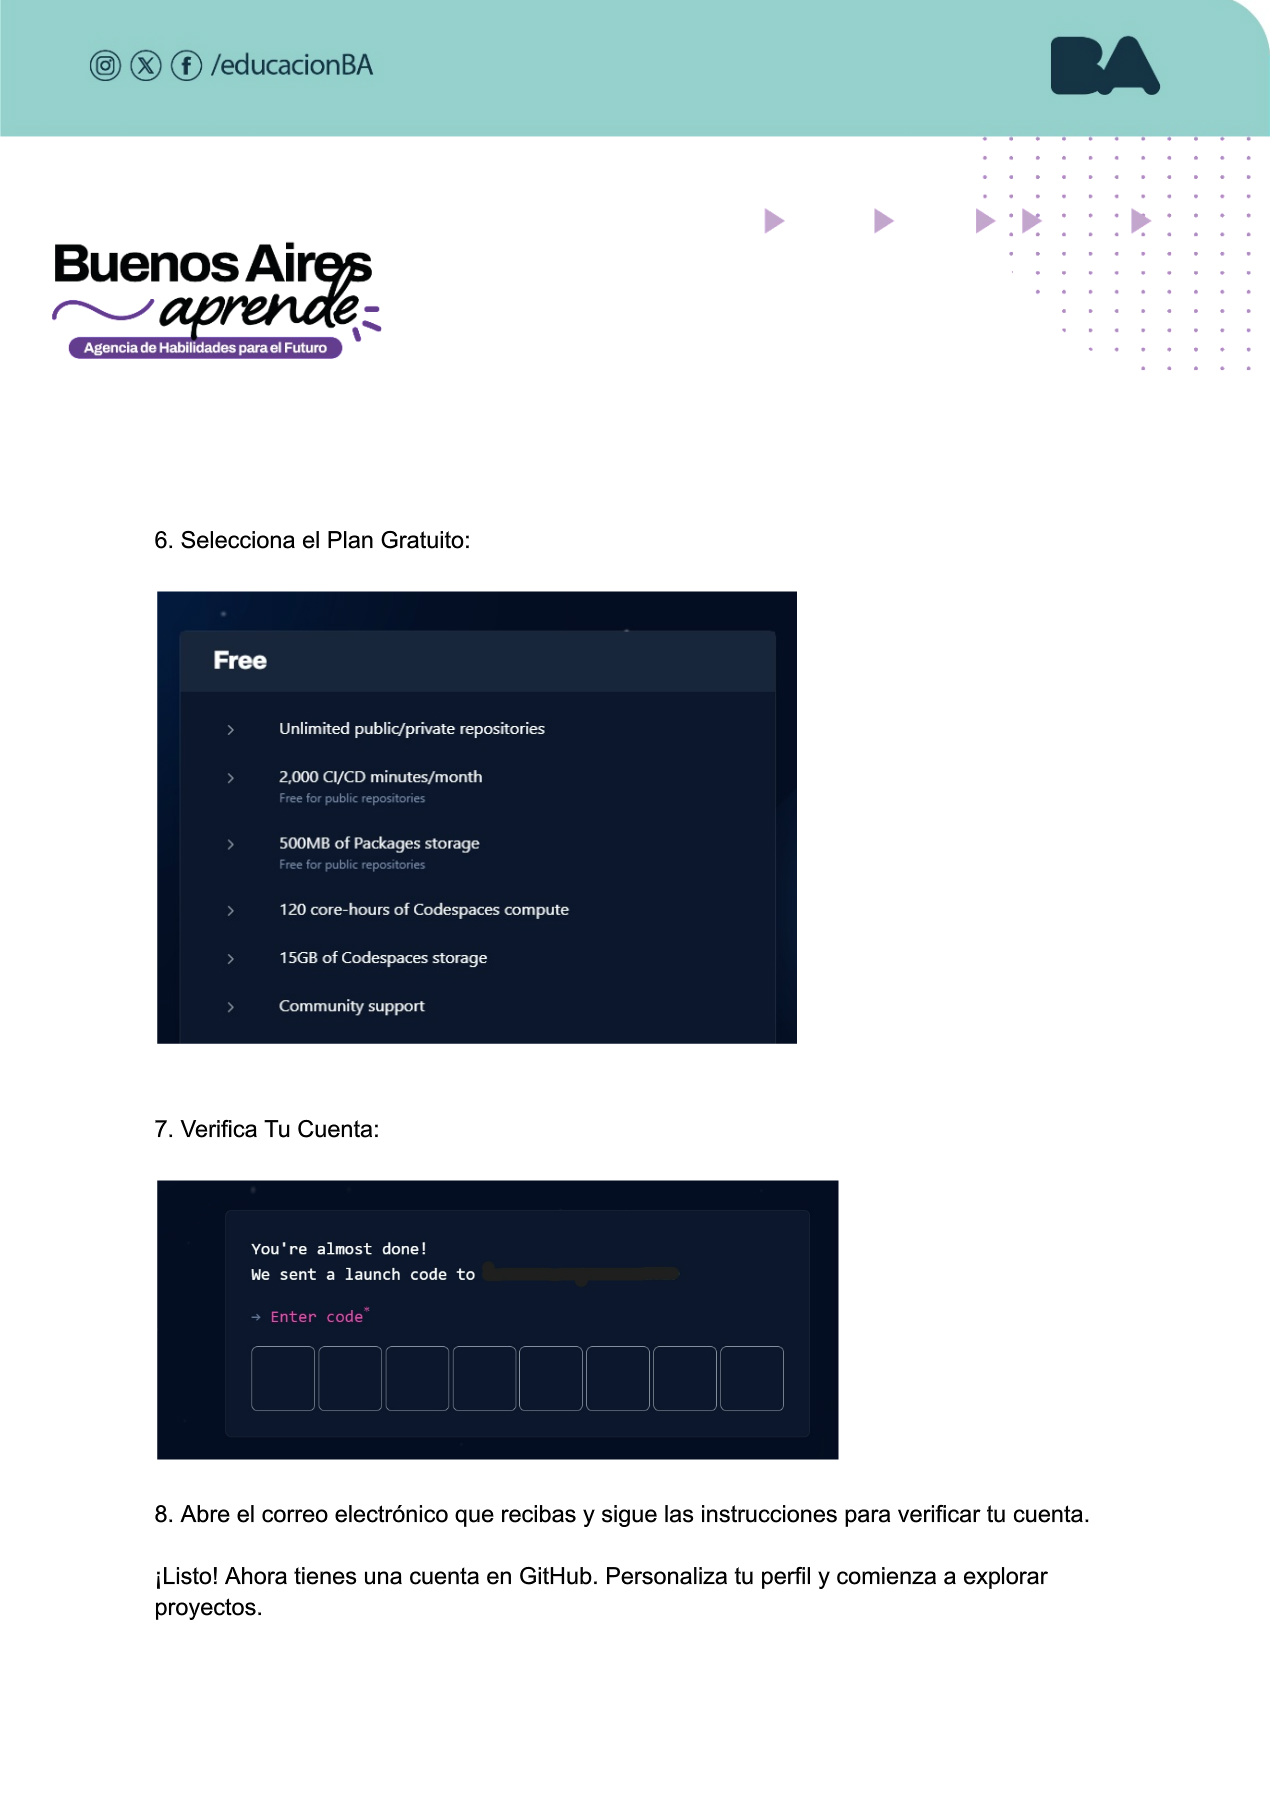 /educacionBA
BA
Buenos Aires
aprende
Agencia de Habilidades para el Futuro
6. Selecciona el Plan Gratuito:
Free
Unlimited public/private repositories
2,000 CI/CD minutes/month
Free for public repositories
500MB of Packages storage
Free for public repositories
120 core-hours of Codespaces compute
15GB of Codespaces storage
Community support
7. Verifica Tu Cuenta:
You're almost done!
We sent a launch code to
→ Enter code*
8. Abre el correo electrónico que recibas y sigue las instrucciones para verificar tu cuenta.
¡Listo! Ahora tienes una cuenta en GitHub. Personaliza tu perfil y comienza a explorar
proyectos.